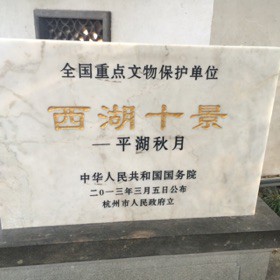 全国重点文物保护单位
西湖十景
—平湖秋月
中华人民共和国国务院
二〇一三年三月五日公布
杭州市人民政府立